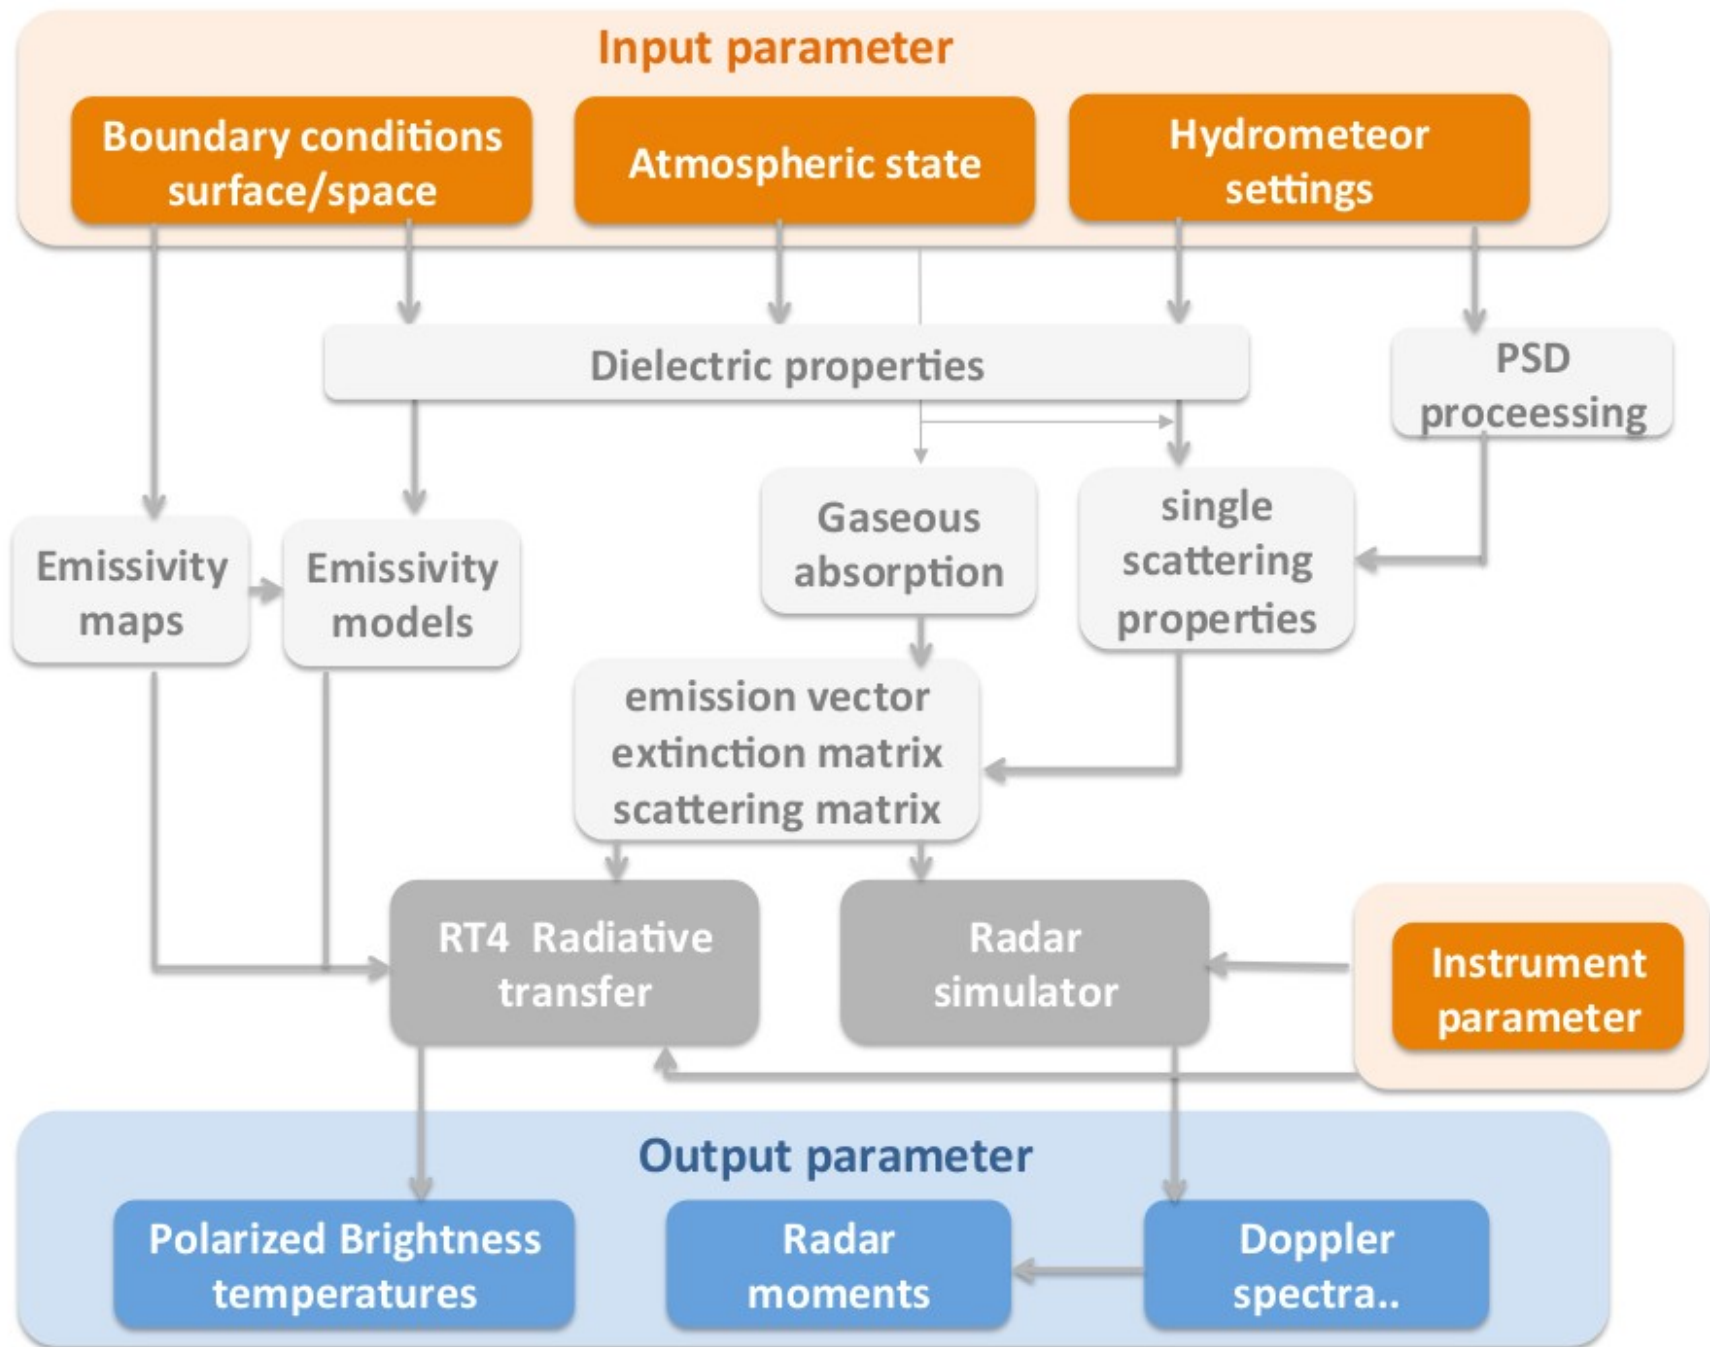 Input parameter
Boundary conditions
surface/space
Atmospheric state
Hydrometeor
settings
Dielectric properties
PSD
proceessing
Emissivity
maps
Emissivity
models
Gaseous
absorption
single
scattering
properties
emission vector
extinction matrix
scattering matrix
RT4 Radiative
transfer
Radar
simulator
Instrument
parameter
Output parameter
Polarized Brightness
temperatures
Radar
moments
Doppler
spectra..